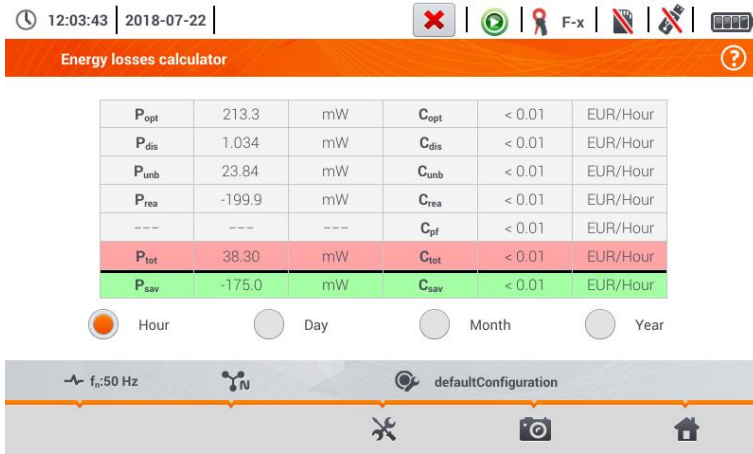 12:03:43 2018-07-22 F-x
Energy losses calculator ?
Popt 213.3 mW Copt < 0.01 EUR/Hour
Pdis 1.034 mW Cdis < 0.01 EUR/Hour
Punb 23.84 mW Cunb < 0.01 EUR/Hour
Prea -199.9 mW Crea < 0.01 EUR/Hour
--- --- --- Cpf < 0.01 EUR/Hour
Ptot 38.30 mW Ctot < 0.01 EUR/Hour
Psav -175.0 mW Csav < 0.01 EUR/Hour
Hour Day Month Year
fn:50 Hz N defaultConfiguration